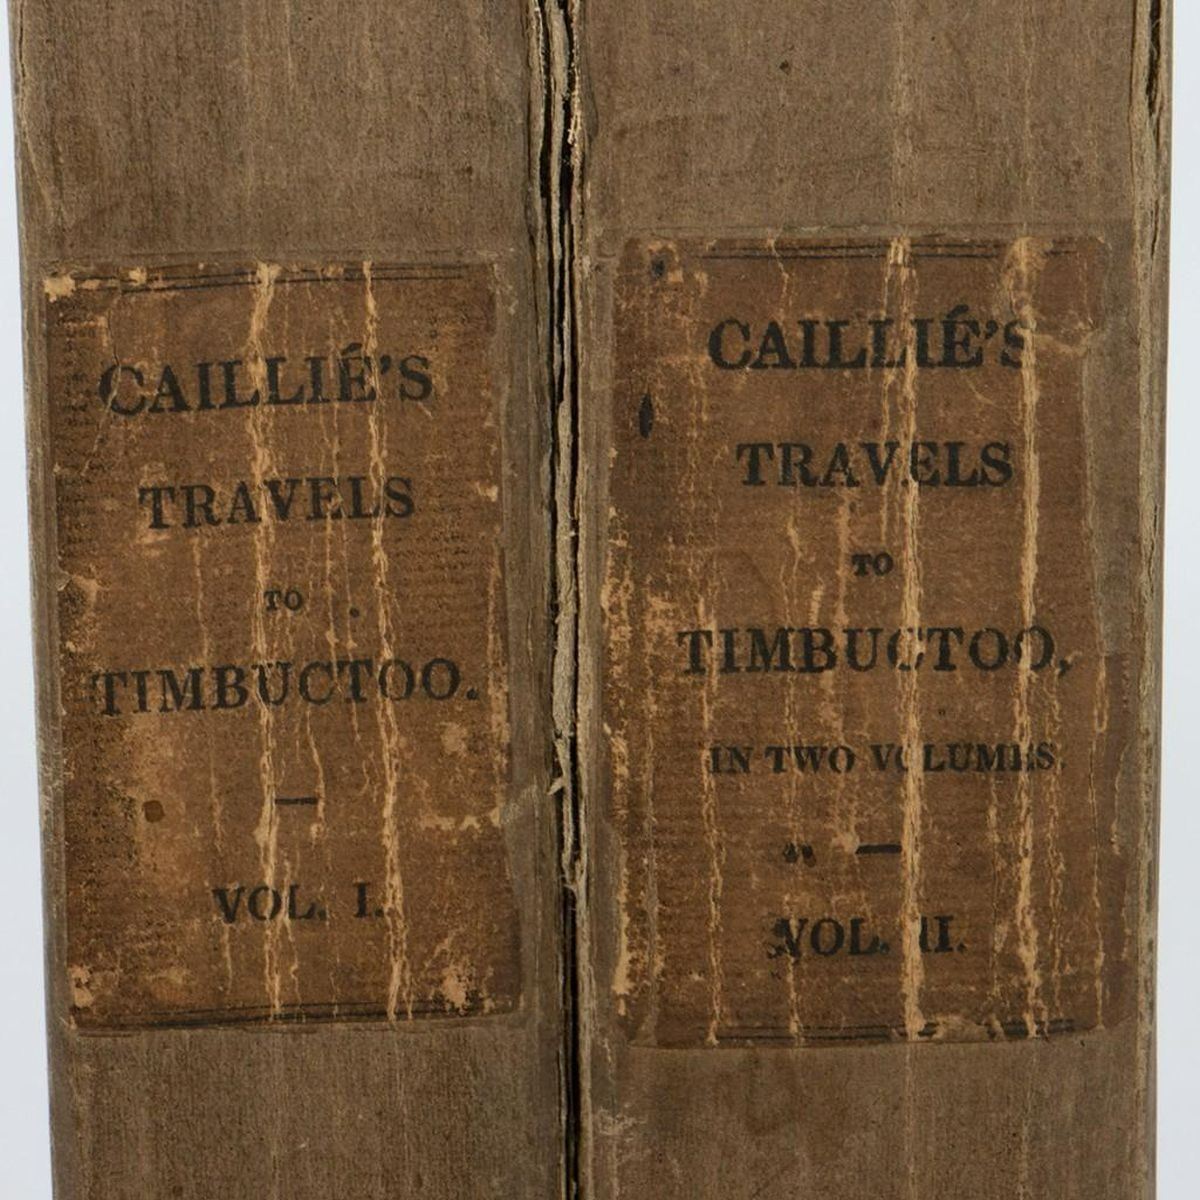 CAILLIÉ'S
TRAVELS
TO
TIMBUCTOO.
VOL. I.
CAILLIÉ'S
TRAVELS
TO
TIMBUCTOO,
IN TWO VOLUMES.
VOL. II.